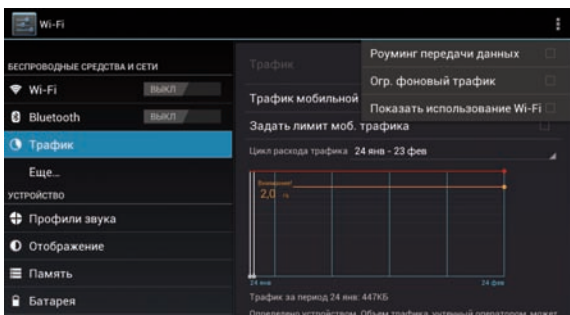 Wi-Fi
БЕСПРОВОДНЫЕ СРЕДСТВА И СЕТИ
Wi-Fi ВЫКЛ
Bluetooth ВЫКЛ
Трафик
Еще...
УСТРОЙСТВО
Профили звука
Отображение
Память
Батарея
Трафик
Роуминг передачи данных
Огр. фоновый трафик
Показать использование Wi-Fi
Трафик мобильной
Задать лимит моб. трафика
Цикл расхода трафика 24 янв - 23 фев
Внимание!
2,0 ГБ
24 янв 24 фев
Трафик за период 24 янв: 447КБ
Определено устройством. Объем трафика, учтенный оператором, может